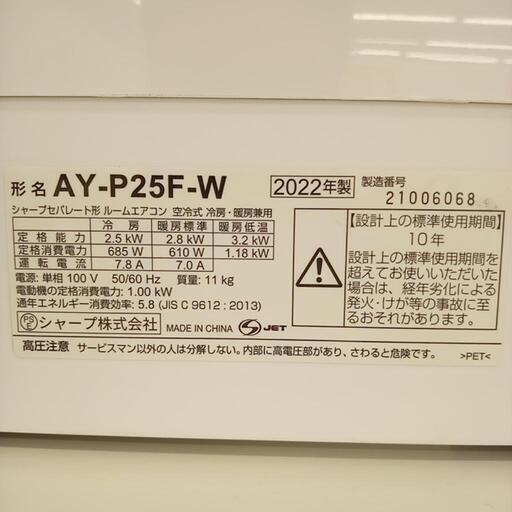 形名 AY-P25F-W 2022年製 製造番号 21006068
シャープセパレート形 ルームエアコン 空冷式 冷房・暖房兼用
冷房 暖房標準 暖房低温
定格能力 2.5 kW 2.8 kW 3.2 kW
定格消費電力 685 W 610 W 1.18 kW
運転電流 7.8 A 7.0 A
電源: 単相 100 V 50/60 Hz 質量: 11 kg
電動機の定格消費電力: 1.00 kW
通年エネルギー消費効率: 5.8 (JIS C 9612 : 2013)
PS E シャープ株式会社 MADE IN CHINA S JET
【設計上の標準使用期間】
10年
設計上の標準使用期間を
超えてお使いいただいた
場合は、経年劣化による
発火・けが等の事故に至
るおそれがあります。
高圧注意 サービスマン以外の人は分解しない。内部に高電圧部があり、さわると危険です。 >PET<